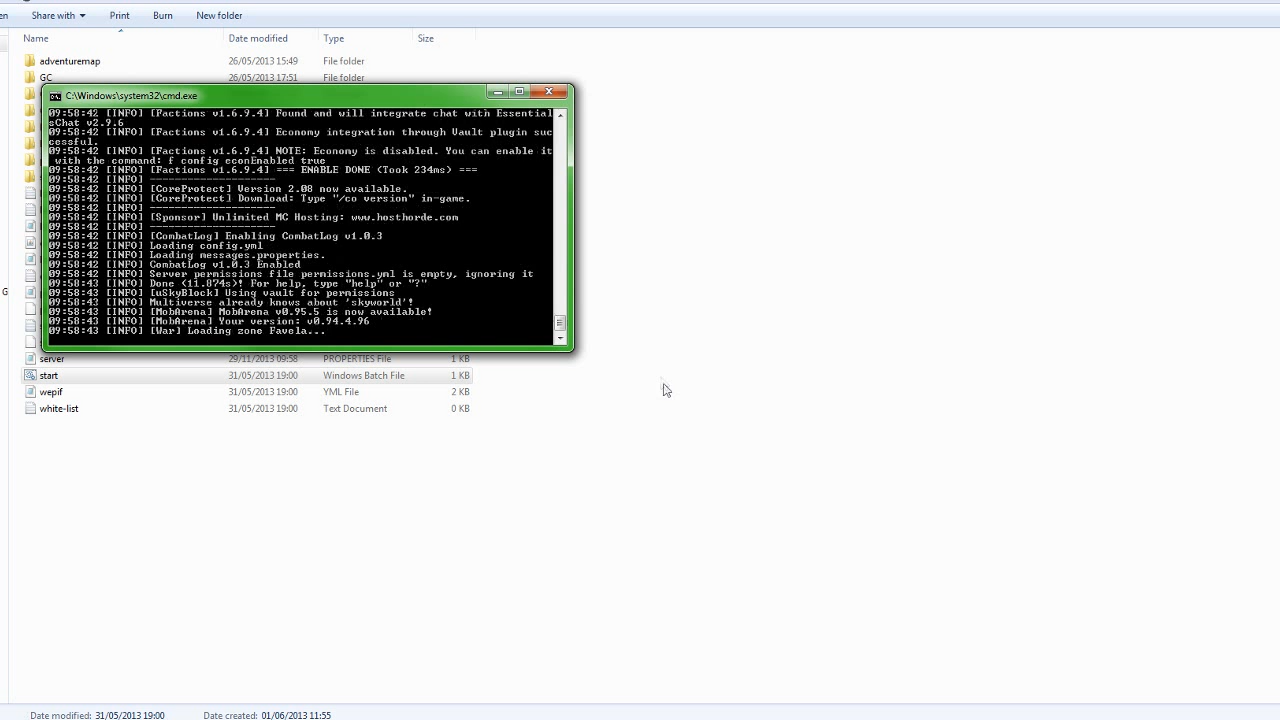 Share with
Print
Burn
New folder
Name
Date modified
Type
Size
adventuremap 26/05/2013 15:49 File folder
GC 26/05/2013 17:51 File folder
C:\Windows\system32\cmd.exe
09:58:42 [INFO] [Factions v1.6.9.4] Found and will integrate chat with Essential
sChat v2.9.6
09:58:42 [INFO] [Factions v1.6.9.4] Economy integration through Vault plugin suc
cessful.
09:58:42 [INFO] [Factions v1.6.9.4] NOTE: Economy is disabled. You can enable it
with the command: f config econEnabled true
09:58:42 [INFO] [Factions v1.6.9.4] === ENABLE DONE (Took 234ms) ===
09:58:42 [INFO] --------------------
09:58:42 [INFO] [CoreProtect] Version 2.08 now available.
09:58:42 [INFO] [CoreProtect] Download: Type "/co version" in-game.
09:58:42 [INFO] --------------------
09:58:42 [INFO] [Sponsor] Unlimited MC Hosting: www.hosthorde.com
09:58:42 [INFO] --------------------
09:58:42 [INFO] [CombatLog] Enabling CombatLog v1.0.3
09:58:42 [INFO] Loading config.yml
09:58:42 [INFO] Loading messages.properties.
09:58:42 [INFO] CombatLog v1.0.3 Enabled
09:58:42 [INFO] Server permissions file permissions.yml is empty, ignoring it
09:58:42 [INFO] Done (11.874s)! For help, type "help" or "?"
09:58:43 [INFO] [uSkyBlock] Using vault for permissions
09:58:43 [INFO] Multiverse already knows about 'skyworld'!
09:58:43 [INFO] [MobArena] MobArena v0.95.5 is now available!
09:58:43 [INFO] [MobArena] Your version: v0.94.4.96
09:58:43 [INFO] [War] Loading zone Favela...
server 29/11/2013 09:58 PROPERTIES File 1 KB
start 31/05/2013 19:00 Windows Batch File 1 KB
wepif 31/05/2013 19:00 YML File 2 KB
white-list 31/05/2013 19:00 Text Document 0 KB
Date modified: 31/05/2013 19:00 Date created: 01/06/2013 11:55